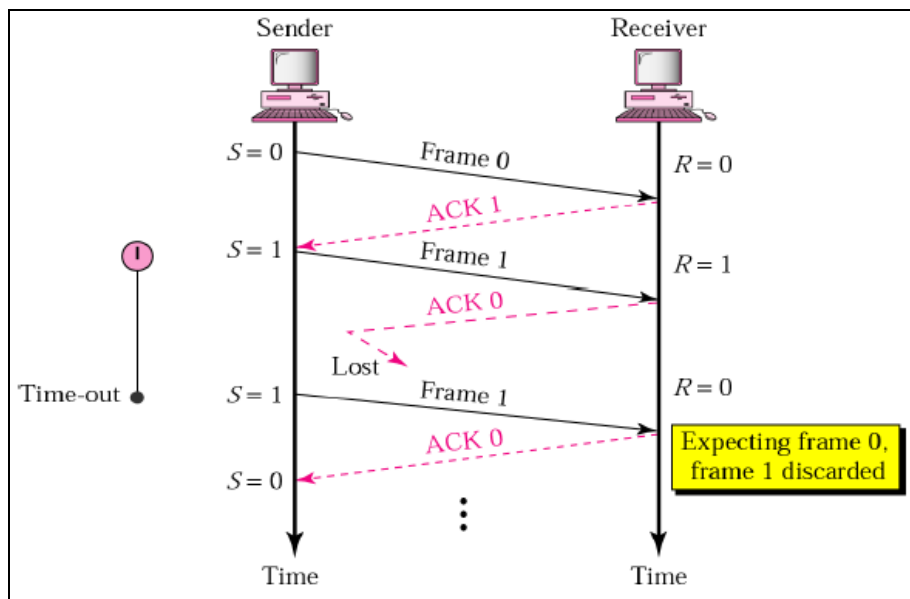 Sender
Receiver
S = 0
Frame 0
R = 0
ACK 1
S = 1
Frame 1
R = 1
ACK 0
Lost
Time-out
S = 1
Frame 1
R = 0
ACK 0
Expecting frame 0,
frame 1 discarded
S = 0
Time
Time